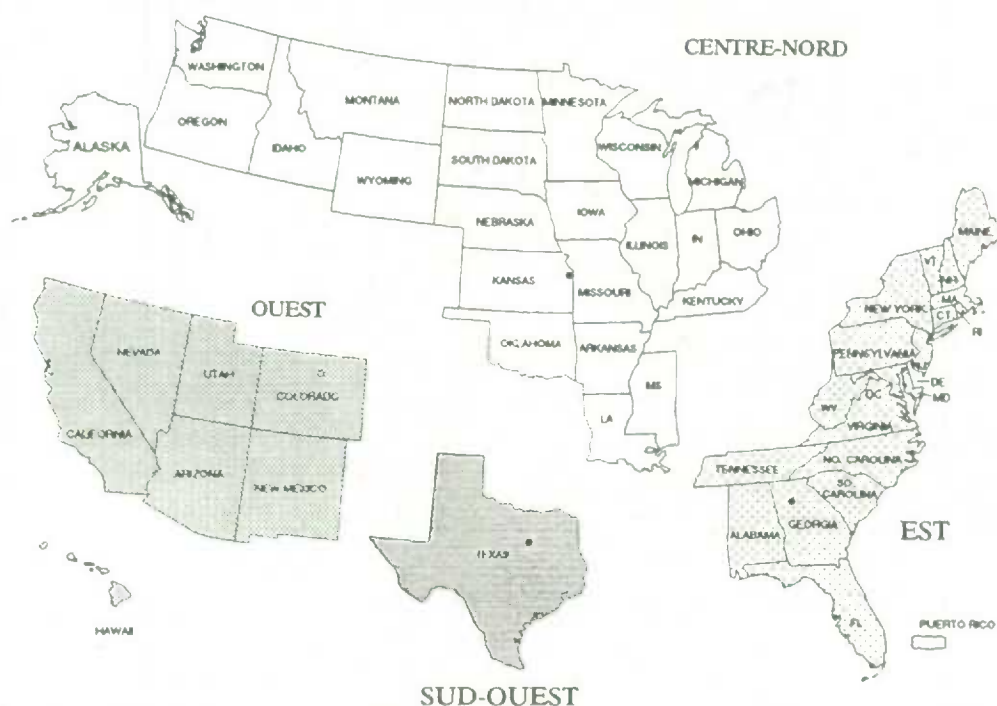 CENTRE-NORD
WASHINGTON
MONTANA
NORTH DAKOTA
MINNESOTA
OREGON
ALASKA
IDAHO
WISCONSIN
SOUTH DAKOTA
WYOMING
MICHIGAN
NEBRASKA
IOWA
MAINE
ILLINOIS
IN
OHIO
VT
NH
KANSAS
MISSOURI
KENTUCKY
MA
NEW YORK
CT
RI
OUEST
OKLAHOMA
ARKANSAS
PENNSYLVANIA
NEVADA
UTAH
COLORADO
MS
DE
DC
MD
WV
LA
VIRGINIA
CALIFORNIA
NO. CAROLINA
TENNESSEE
ARIZONA
NEW MEXICO
SO.
CAROLINA
GEORGIA
ALABAMA
EST
TEXAS
HAWAII
FL
PUERTO RICO
SUD-OUEST